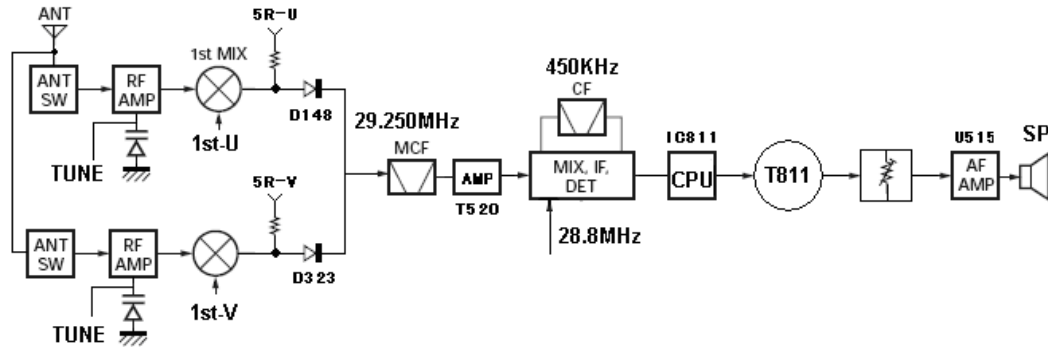 ANT
ANT
SW
RF
AMP
TUNE
1st MIX
1st-U
5R-U
D148
ANT
SW
RF
AMP
TUNE
1st-V
5R-V
D323
29.250MHz
MCF
AMP
T520
450KHz
CF
MIX, IF,
DET
28.8MHz
IC811
CPU
T811
U515
AF
AMP
SP